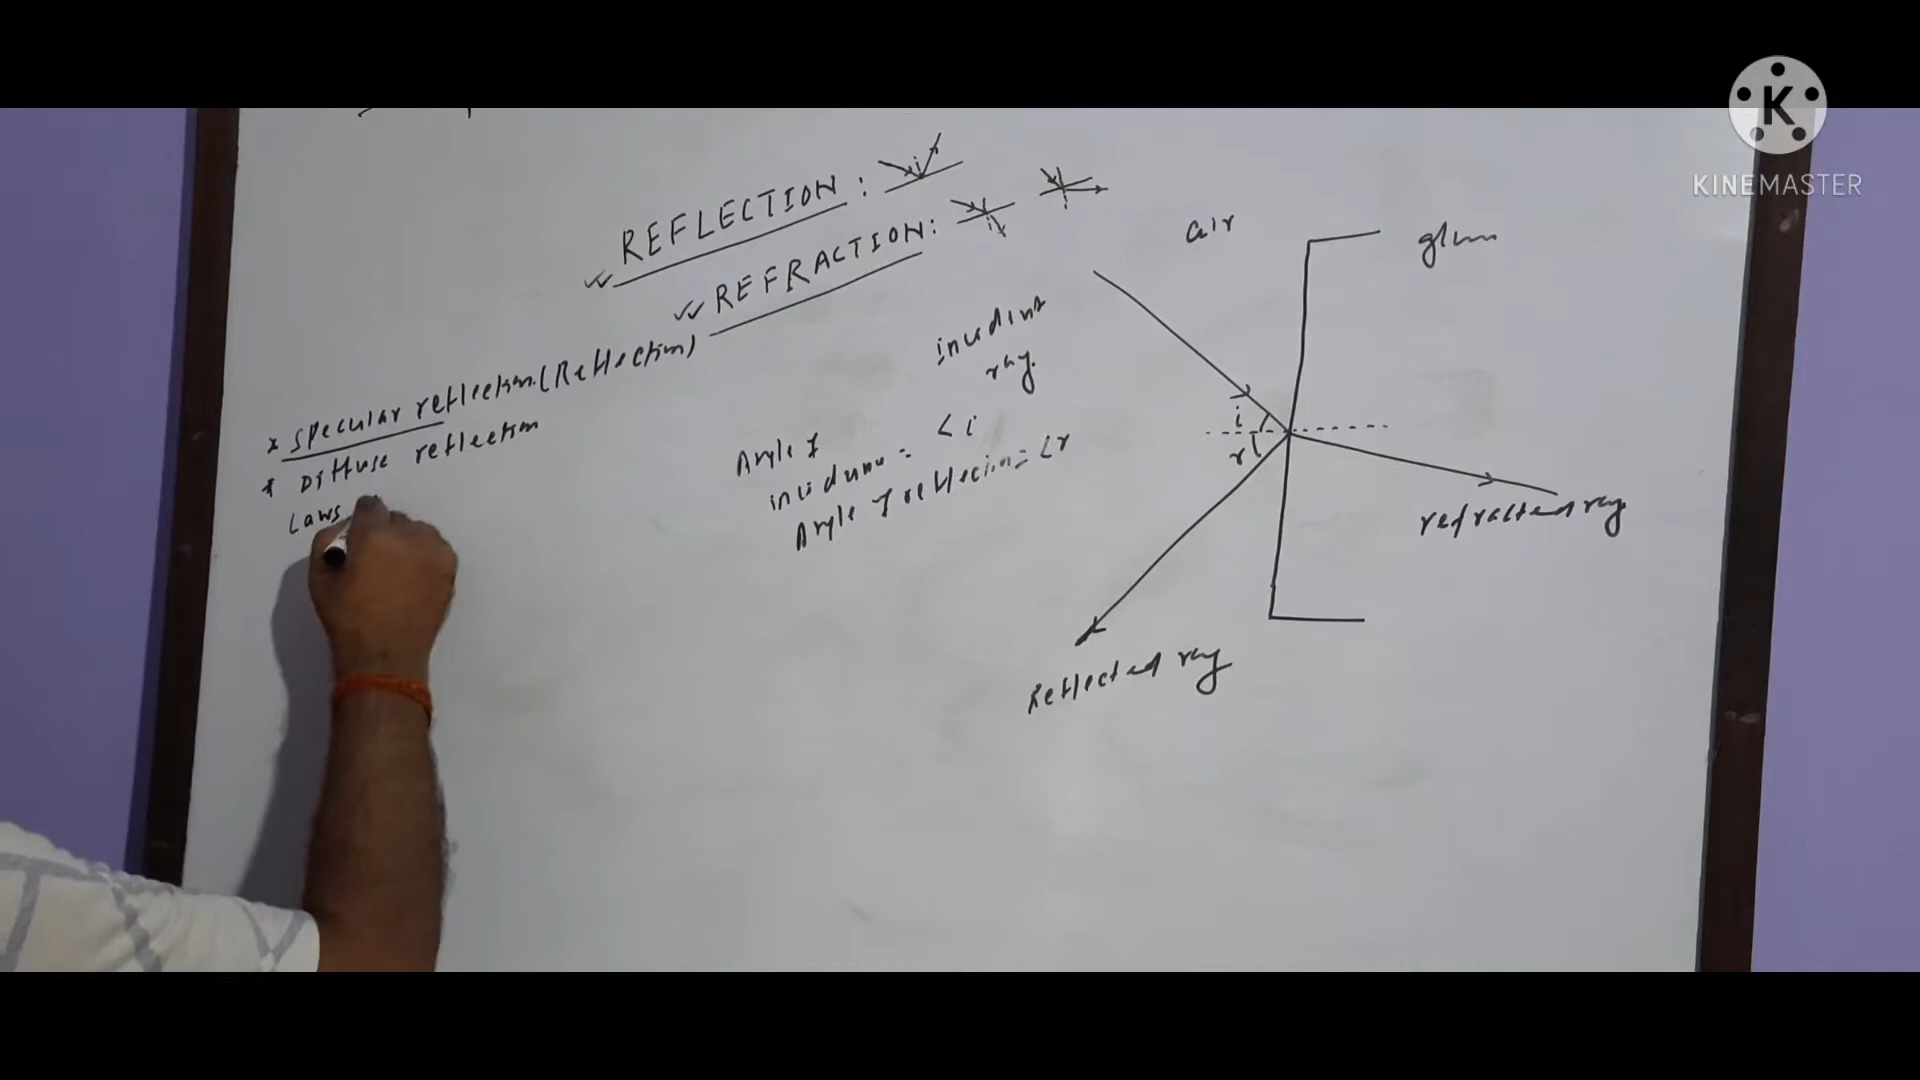 REFLECTION:
REFRACTION:
* specular reflection (Reflection)
* Diffuse reflection
Laws
incident
ray
Angle of
incidence = <i
Angle of reflection = <r
air
glass
i
r
refracted ray
Reflected ray
K
KINEMASTER